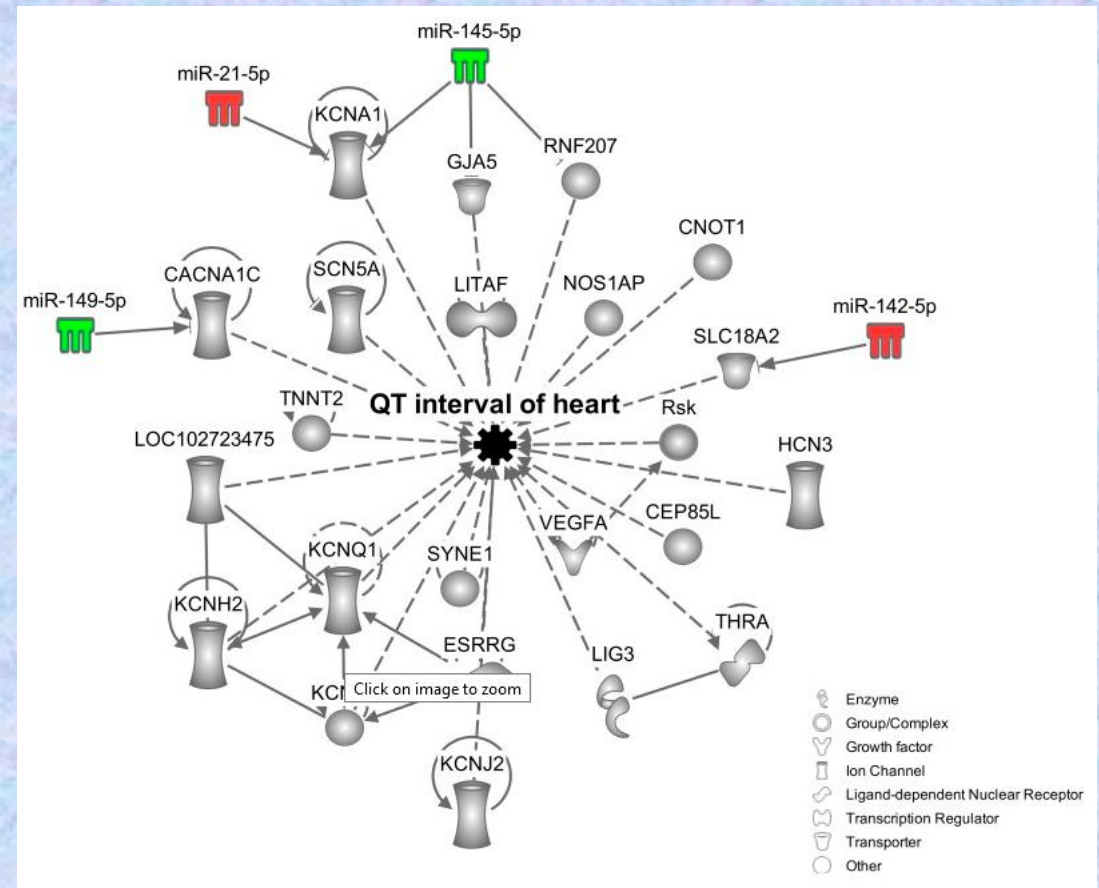 miR-145-5p
miR-21-5p
KCNA1
GJA5
RNF207
CNOT1
CACNA1C
SCN5A
LITAF
NOS1AP
miR-149-5p
miR-142-5p
SLC18A2
TNNT2
QT interval of heart
Rsk
LOC102723475
HCN3
VEGFA
CEP85L
KCNQ1
SYNE1
KCNH2
ESRRG
LIG3
THRA
Click on image to zoom
KCNJ2
Enzyme
Group/Complex
Growth factor
Ion Channel
Ligand-dependent Nuclear Receptor
Transcription Regulator
Transporter
Other